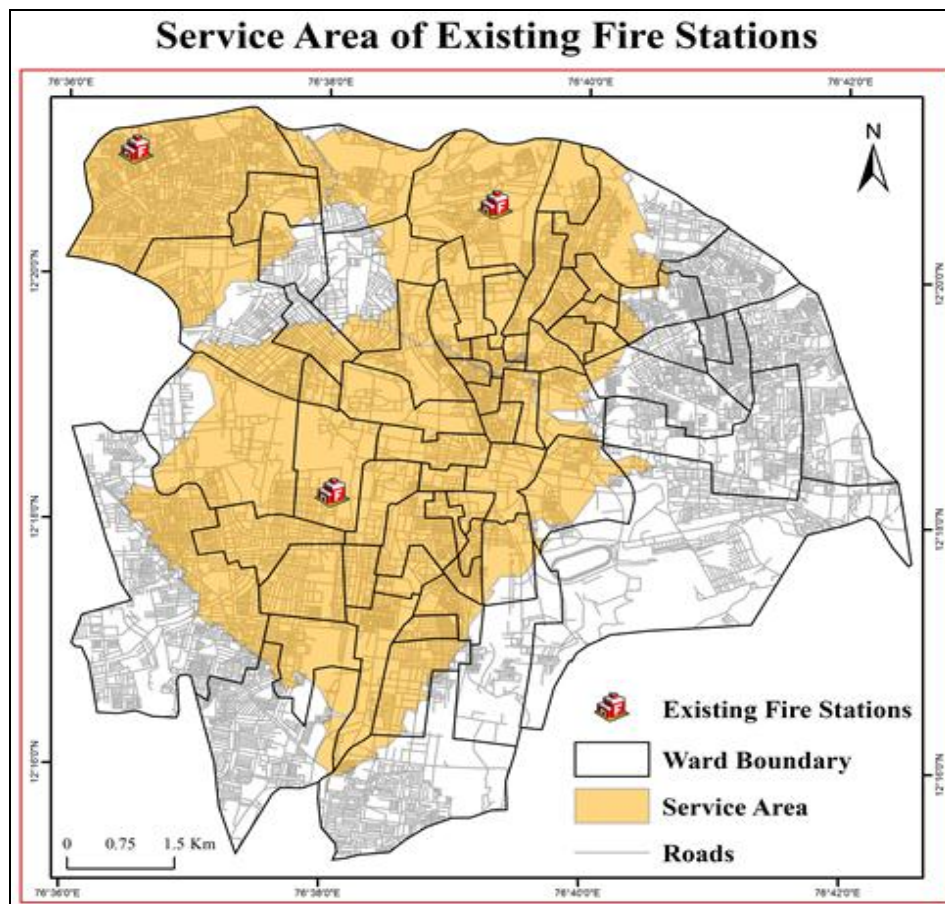 Service Area of Existing Fire Stations
76°36'0"E 76°38'0"E 76°40'0"E 76°42'0"E
N
12°20'0"N 12°20'0"N
12°18'0"N 12°18'0"N
12°16'0"N 12°16'0"N
Existing Fire Stations
Ward Boundary
Service Area
Roads
0 0.75 1.5 Km
76°36'0"E 76°38'0"E 76°40'0"E 76°42'0"E